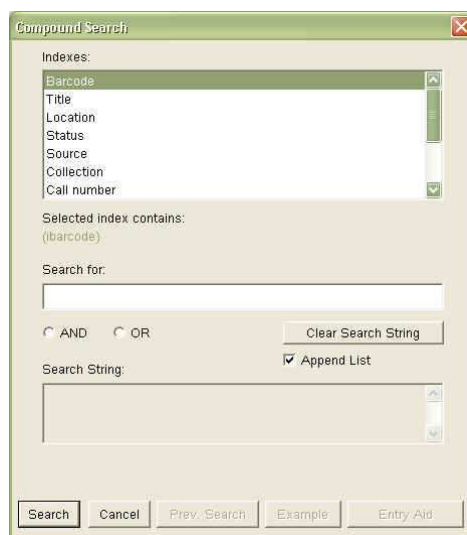 Compound Search
Indexes:
Barcode
Title
Location
Status
Source
Collection
Call number
Selected index contains:
(ibarcode)
Search for:
AND OR Clear Search String
Append List
Search String:
Search Cancel Prev. Search Example Entry Aid